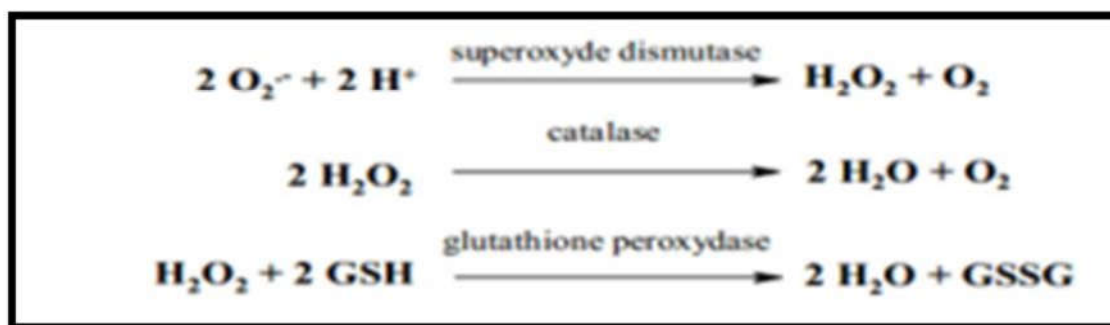 superoxyde dismutase
2 O₂·⁻ + 2 H⁺ → H₂O₂ + O₂
catalase
2 H₂O₂ → 2 H₂O + O₂
glutathione peroxydase
H₂O₂ + 2 GSH → 2 H₂O + GSSG